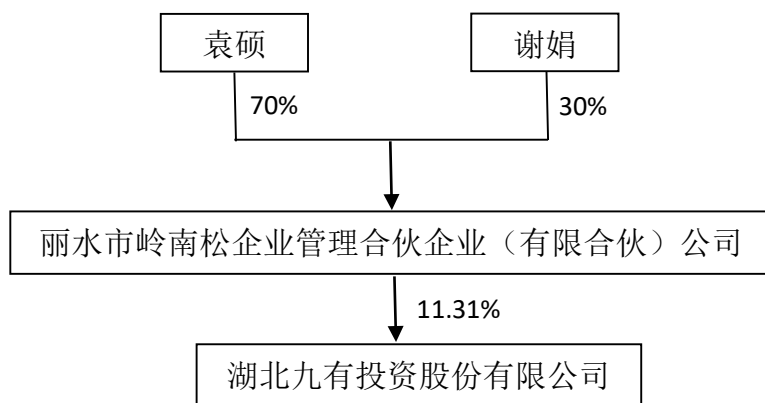 袁硕
谢娟
70%
30%
丽水市岭南松企业管理合伙企业（有限合伙）公司
11.31%
湖北九有投资股份有限公司